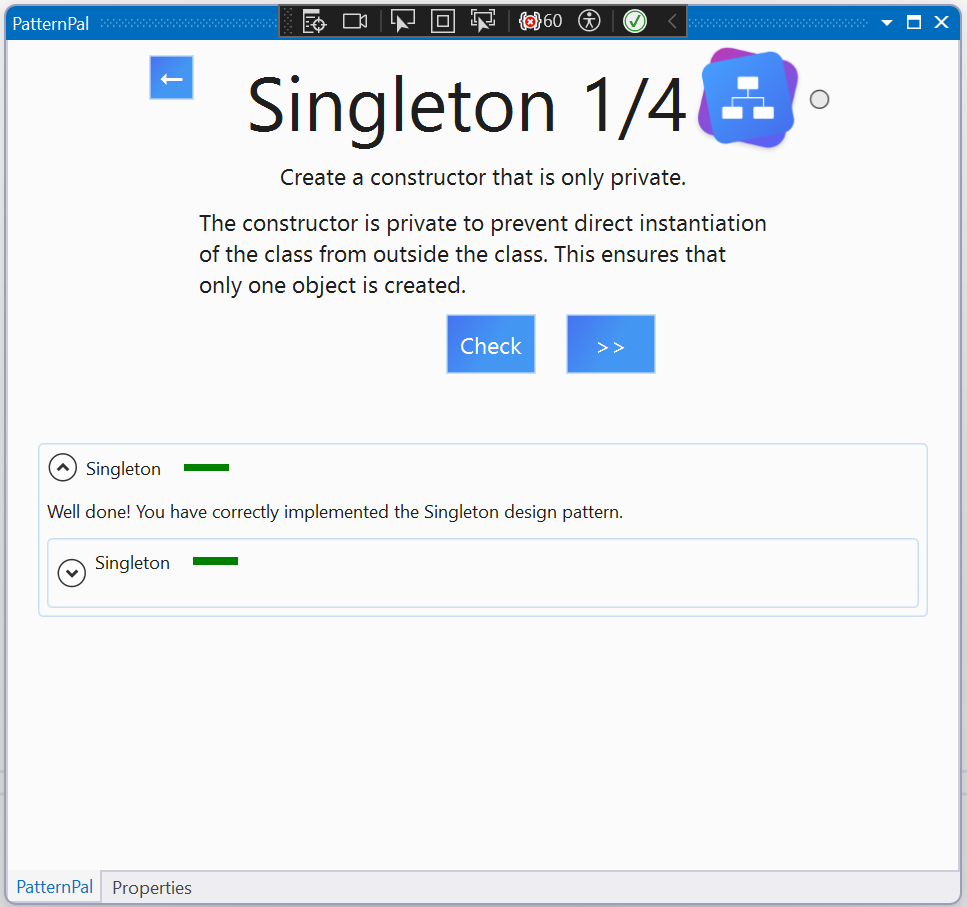 PatternPal
60
←
Singleton 1/4
Create a constructor that is only private.
The constructor is private to prevent direct instantiation
of the class from outside the class. This ensures that
only one object is created.
Check
>>
Singleton
Well done! You have correctly implemented the Singleton design pattern.
Singleton
PatternPal
Properties